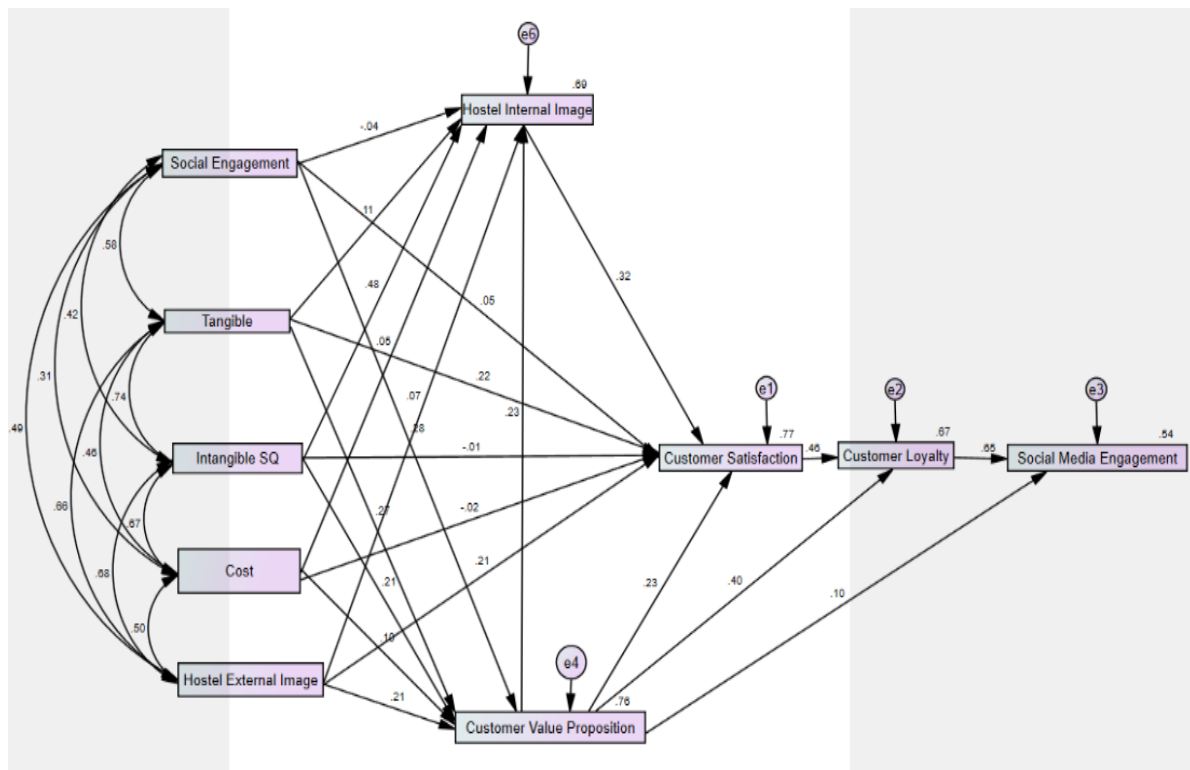 e6
.69
Hostel Internal Image
-.04
Social Engagement
.11
.58
.48
.32
.05
.42
Tangible
.05
.22
.31
.74
.07
.23
.28
e1
e2
e3
.49
.77
.67
.54
.46
Intangible SQ
-.01
Customer Satisfaction
.46
Customer Loyalty
.65
Social Media Engagement
.66
.67
-.02
.27
.68
Cost
.21
.21
.23
.40
.10
.50
e4
Hostel External Image
.21
.76
Customer Value Proposition